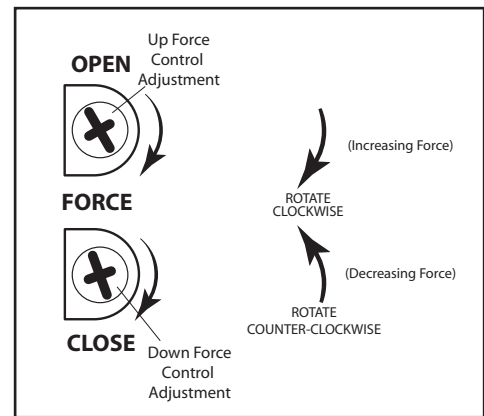 OPEN
Up Force
Control
Adjustment
FORCE
CLOSE
Down Force
Control
Adjustment
(Increasing Force)
ROTATE
CLOCKWISE
(Decreasing Force)
ROTATE
COUNTER-CLOCKWISE